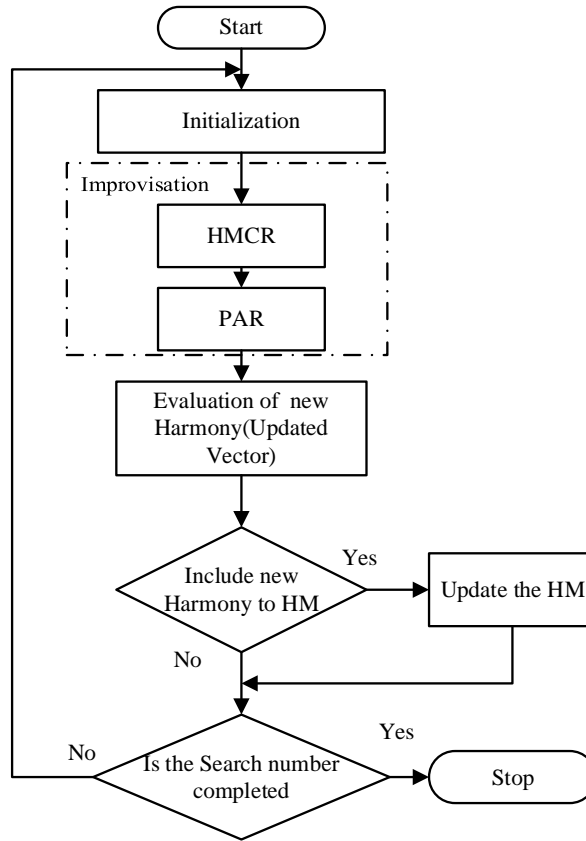 Start
Initialization
Improvisation
HMCR
PAR
Evaluation of new
Harmony(Updated
Vector)
Yes
Include new
Harmony to HM
Update the HM
No
No
Yes
Is the Search number
completed
Stop